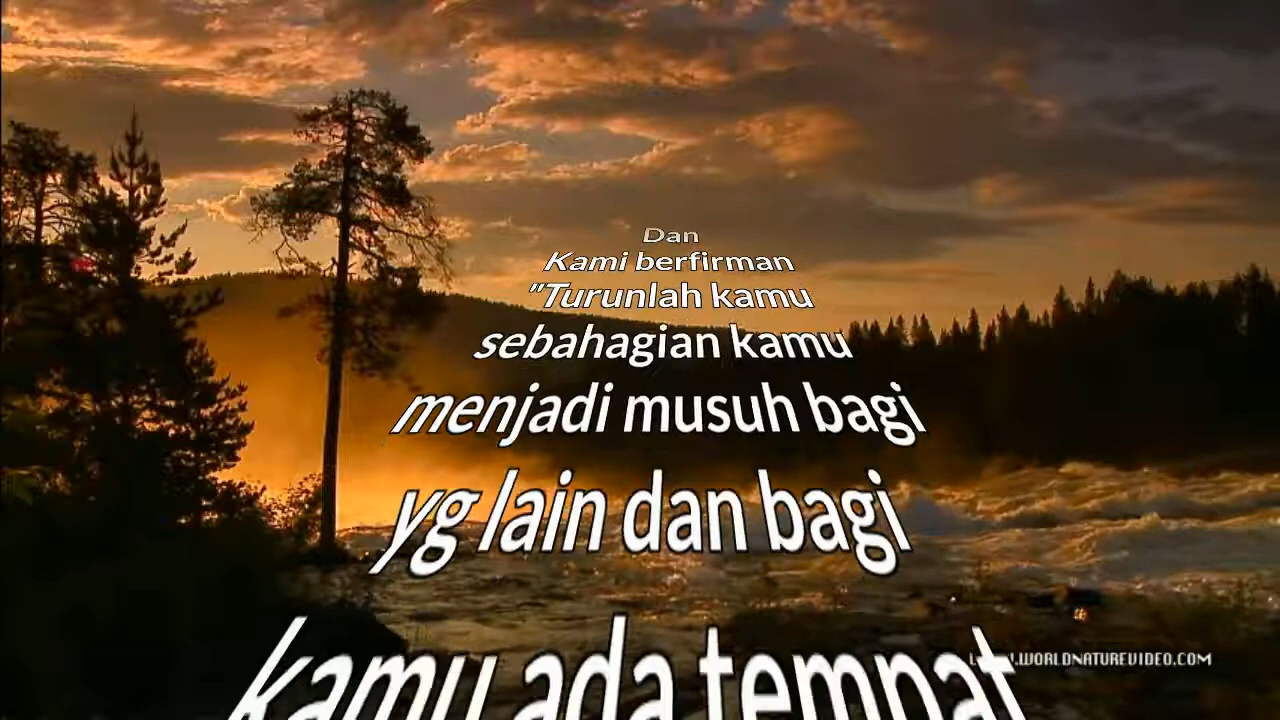 Dan
Kami berfirman
"Turunlah kamu
sebahagian kamu
menjadi musuh bagi
yg lain dan bagi
kamu ada tempat
.WORLDNATUREVIDEO.COM